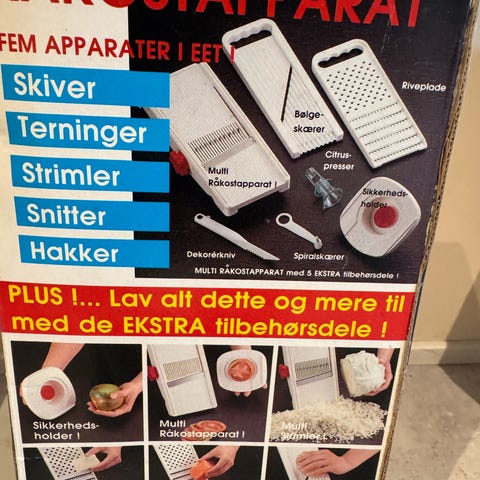 RÅKOSTAPPARAT
FEM APPARATER I EET !
Skiver
Terninger
Strimler
Snitter
Hakker
Riveplade
Bølge-
skærer
Citrus-
presser
Multi
Råkostapparat !
Sikkerheds-
holder
Dekorérkniv
Spiralskærer
MULTI RÅKOSTAPPARAT med 5 EKSTRA tilbehørsdele !
PLUS !... Lav alt dette og mere til
med de EKSTRA tilbehørsdele !
Sikkerheds-
holder !
Multi
Råkostapparat !
Multi
Strimler !